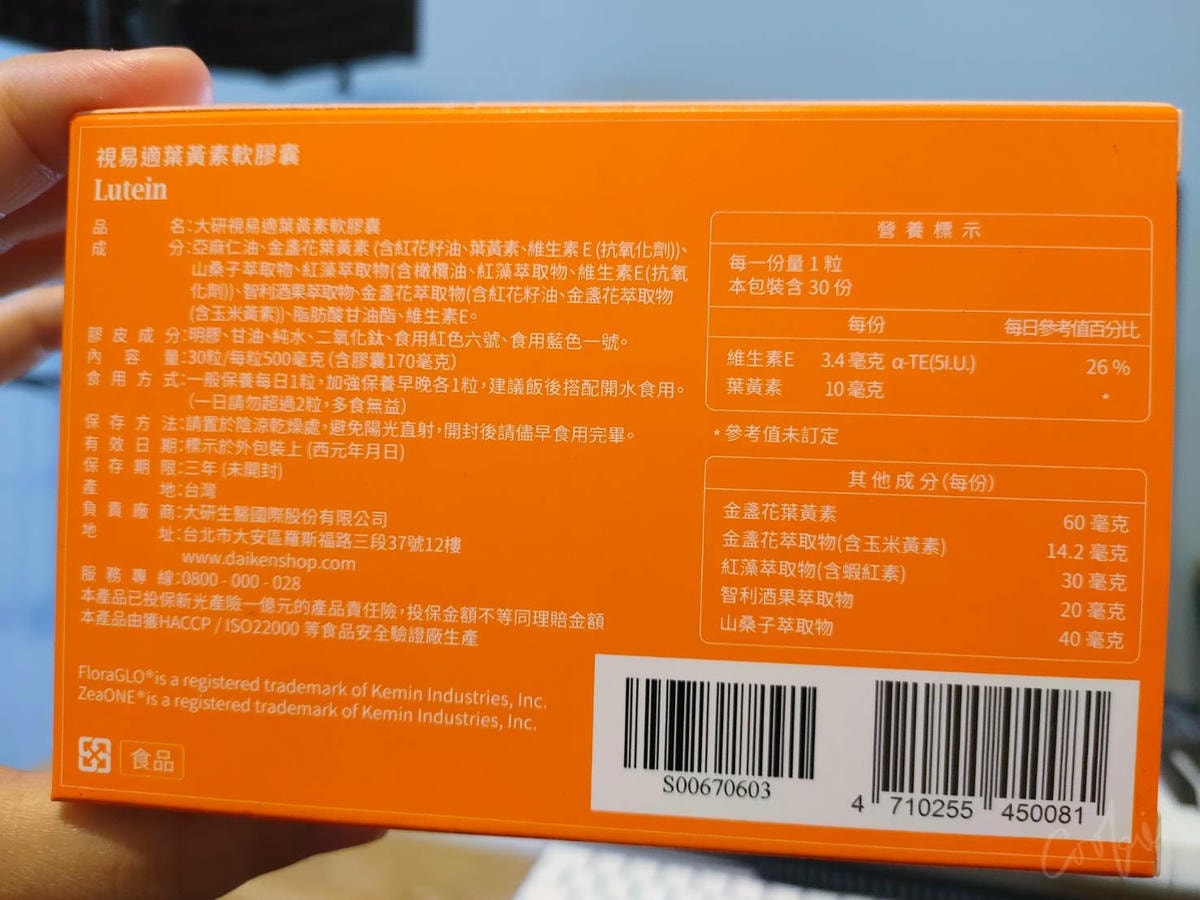 視易適葉黃素軟膠囊
Lutein
品名:大研視易適葉黃素軟膠囊
成分:亞麻仁油、金盞花葉黃素 (含紅花籽油、葉黃素、維生素E (抗氧化劑))、
山桑子萃取物、紅藻萃取物(含橄欖油、紅藻萃取物、維生素E(抗氧
化劑))、智利酒果萃取物、金盞花萃取物(含紅花籽油、金盞花萃取物
(含玉米黃素))、脂肪酸甘油酯、維生素E。
膠皮成分:明膠、甘油、純水、二氧化鈦、食用紅色六號、食用藍色一號。
內容量:30粒/每粒500毫克 (含膠囊170毫克)
食用方式:一般保養每日1粒,加強保養早晚各1粒,建議飯後搭配開水食用。
(一日請勿超過2粒,多食無益)
保存方法:請置於陰涼乾燥處,避免陽光直射,開封後請儘早食用完畢。
有效日期:標示於外包裝上 (西元年月日)
保存期限:三年 (未開封)
產地:台灣
負責廠商:大研生醫國際股份有限公司
地址:台北市大安區羅斯福路三段37號12樓
www.daikenshop.com
服務專線:0800 - 000 - 028
本產品已投保新光產險一億元的產品責任險,投保金額不等同理賠金額
本產品由獲HACCP / ISO22000 等食品安全驗證廠生產
FloraGLO® is a registered trademark of Kemin Industries, Inc.
ZeaONE® is a registered trademark of Kemin Industries, Inc.
食品
營養標示
每一份量 1 粒
本包裝含 30 份
每份 每日參考值百分比
維生素E 3.4 毫克 α-TE(5I.U.) 26 %
葉黃素 10 毫克 *
* 參考值未訂定
其他成分(每份)
金盞花葉黃素 60 毫克
金盞花萃取物(含玉米黃素) 14.2 毫克
紅藻萃取物(含蝦紅素) 30 毫克
智利酒果萃取物 20 毫克
山桑子萃取物 40 毫克
S00670603
4 710255 450081